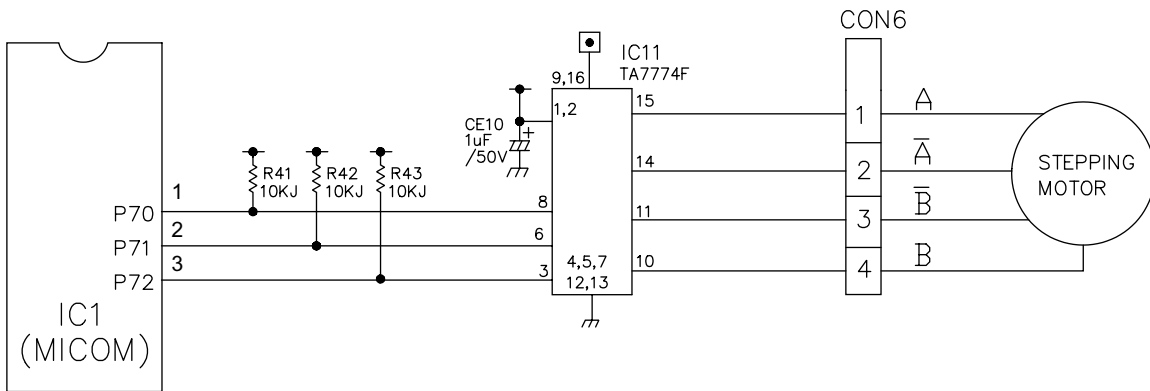 CON6
IC11
TA7774F
9,16
1,2
15
CE10
1uF
/50V
+
1
A
R41
10KJ
R42
10KJ
R43
10KJ
14
2
A̅
STEPPING
MOTOR
P70
1
8
11
3
B̅
P71
2
6
P72
3
3
4,5,7
12,13
10
4
B
IC1
(MICOM)